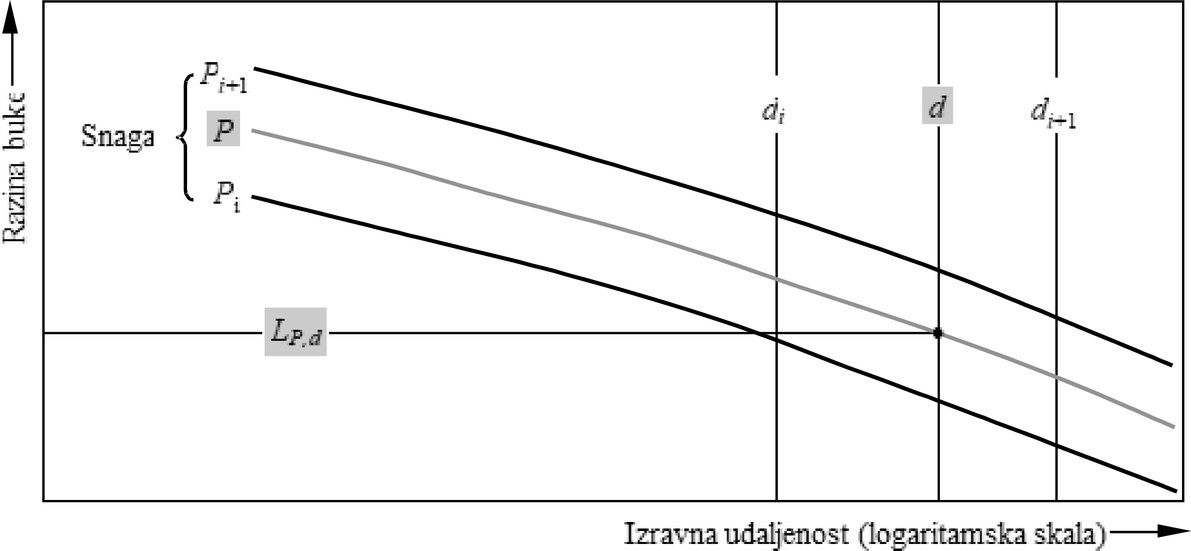 P_{i+1}
d_i
d
d_{i+1}
Snaga
P
P_i
Razina buke
L_{P,d}
Izravna udaljenost (logaritamska skala)